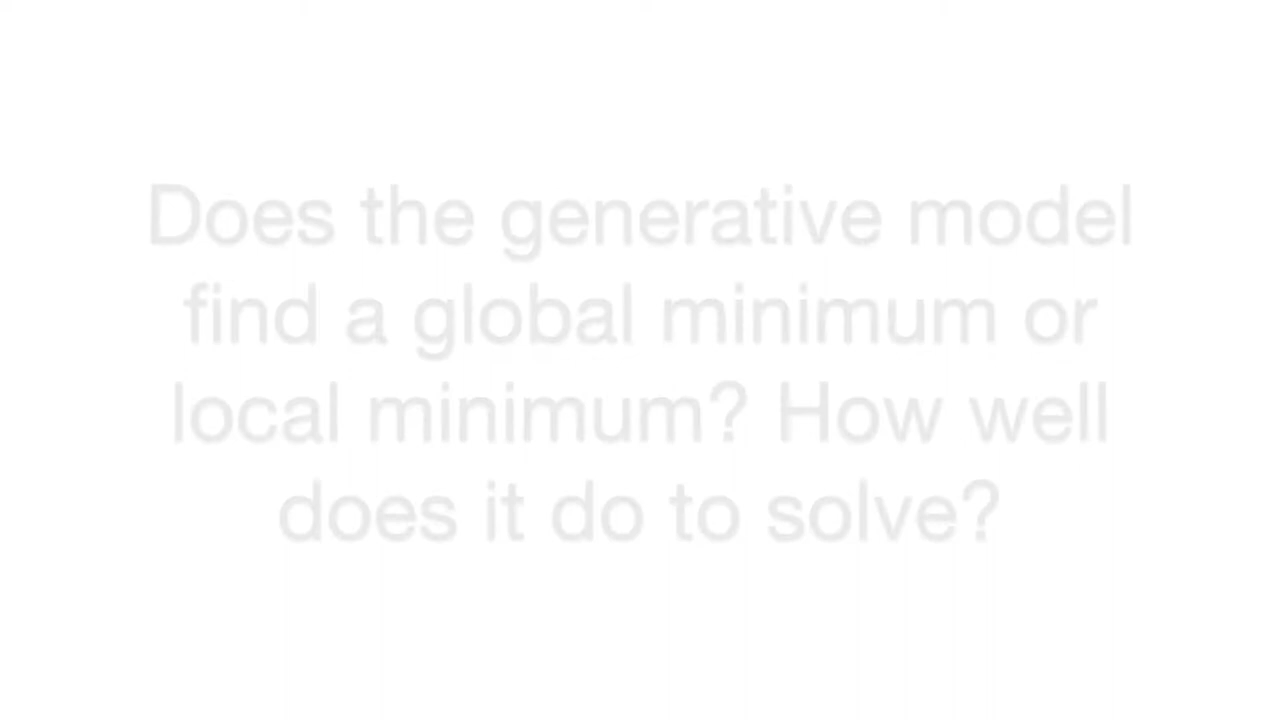 Does the generative model
find a global minimum or
local minimum? How well
does it do to solve?